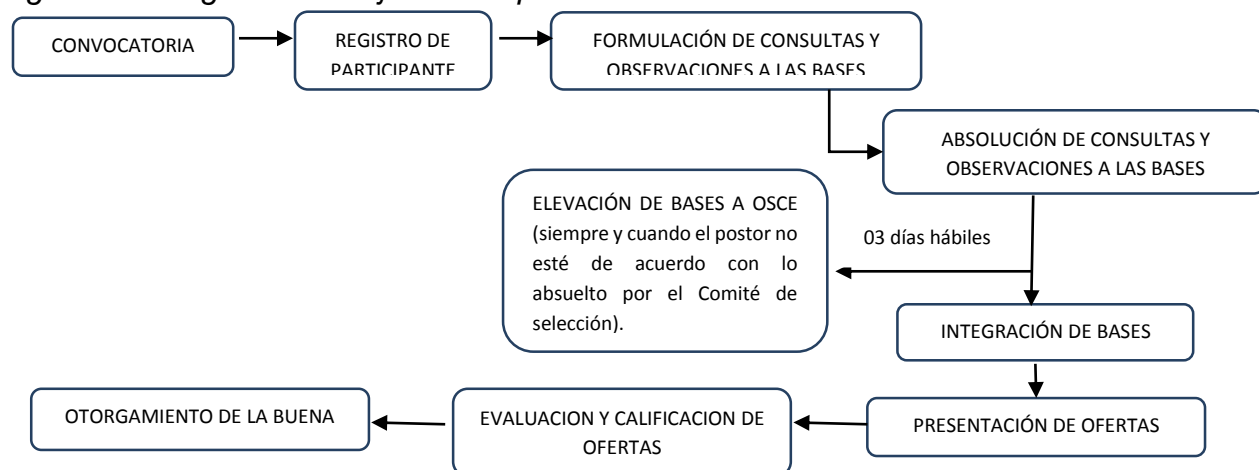 CONVOCATORIA
REGISTRO DE
PARTICIPANTE
FORMULACIÓN DE CONSULTAS Y
OBSERVACIONES A LAS BASES
ABSOLUCIÓN DE CONSULTAS Y
OBSERVACIONES A LAS BASES
ELEVACIÓN DE BASES A OSCE
(siempre y cuando el postor no
esté de acuerdo con lo
absuelto por el Comité de
selección).
03 días hábiles
INTEGRACIÓN DE BASES
PRESENTACIÓN DE OFERTAS
EVALUACION Y CALIFICACION DE
OFERTAS
OTORGAMIENTO DE LA BUENA